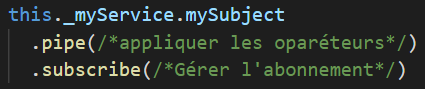 this._myService.mySubject
  .pipe(/*appliquer les oparéteurs*/)
  .subscribe(/*Gérer l'abonnement*/)